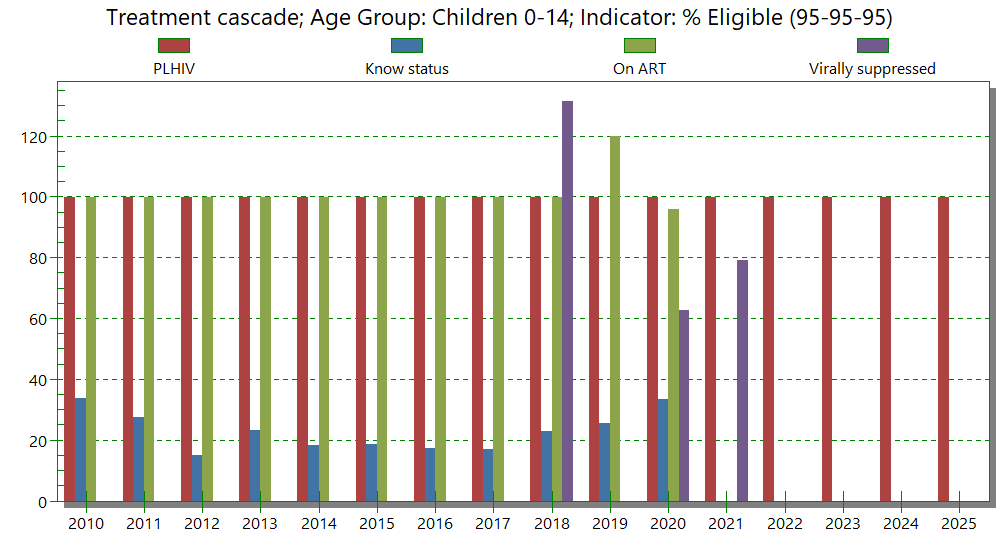 Treatment cascade; Age Group: Children 0-14; Indicator: % Eligible (95-95-95)
PLHIV Know status On ART Virally suppressed
120
100
80
60
40
20
0
2010 2011 2012 2013 2014 2015 2016 2017 2018 2019 2020 2021 2022 2023 2024 2025